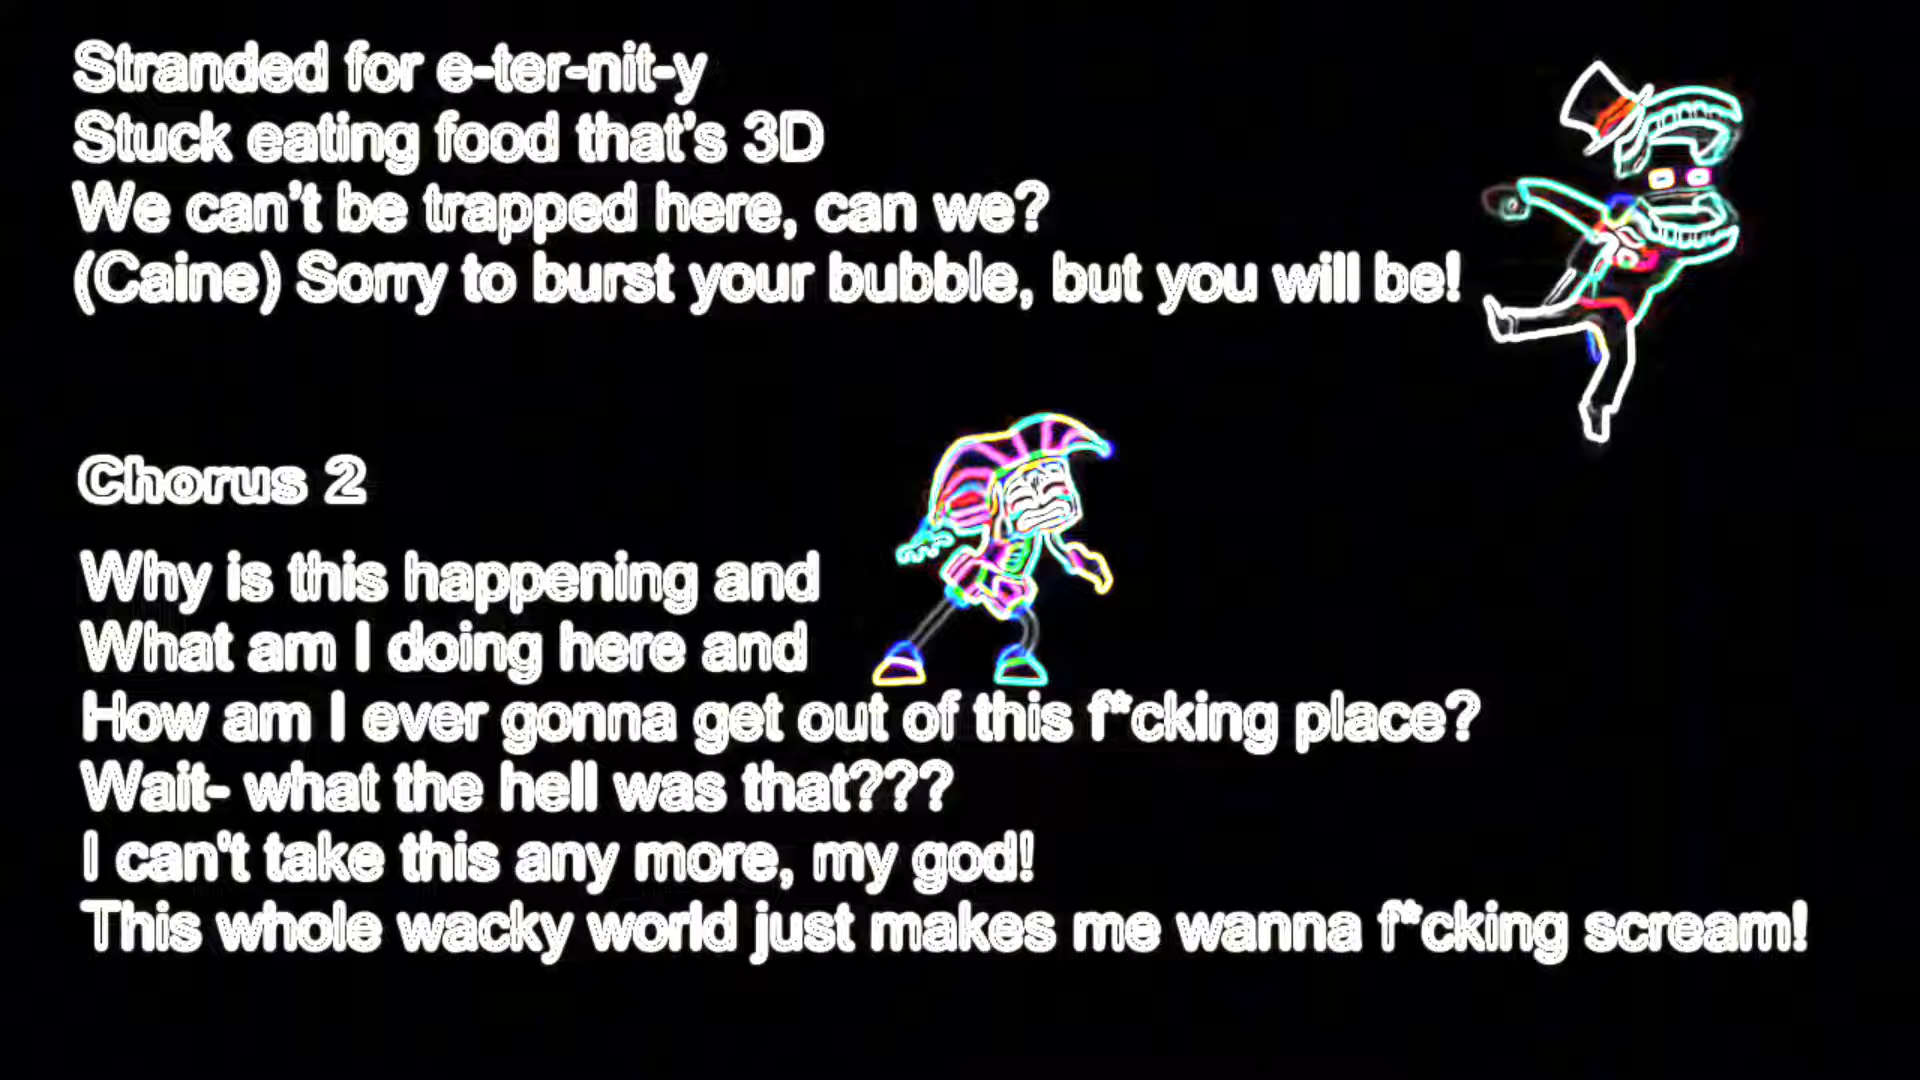 Stranded for e-ter-nit-y
Stuck eating food that's 3D
We can't be trapped here, can we?
(Caine) Sorry to burst your bubble, but you will be!
Chorus 2
Why is this happening and
What am I doing here and
How am I ever gonna get out of this f*cking place?
Wait- what the hell was that???
I can't take this any more, my god!
This whole wacky world just makes me wanna f*cking scream!